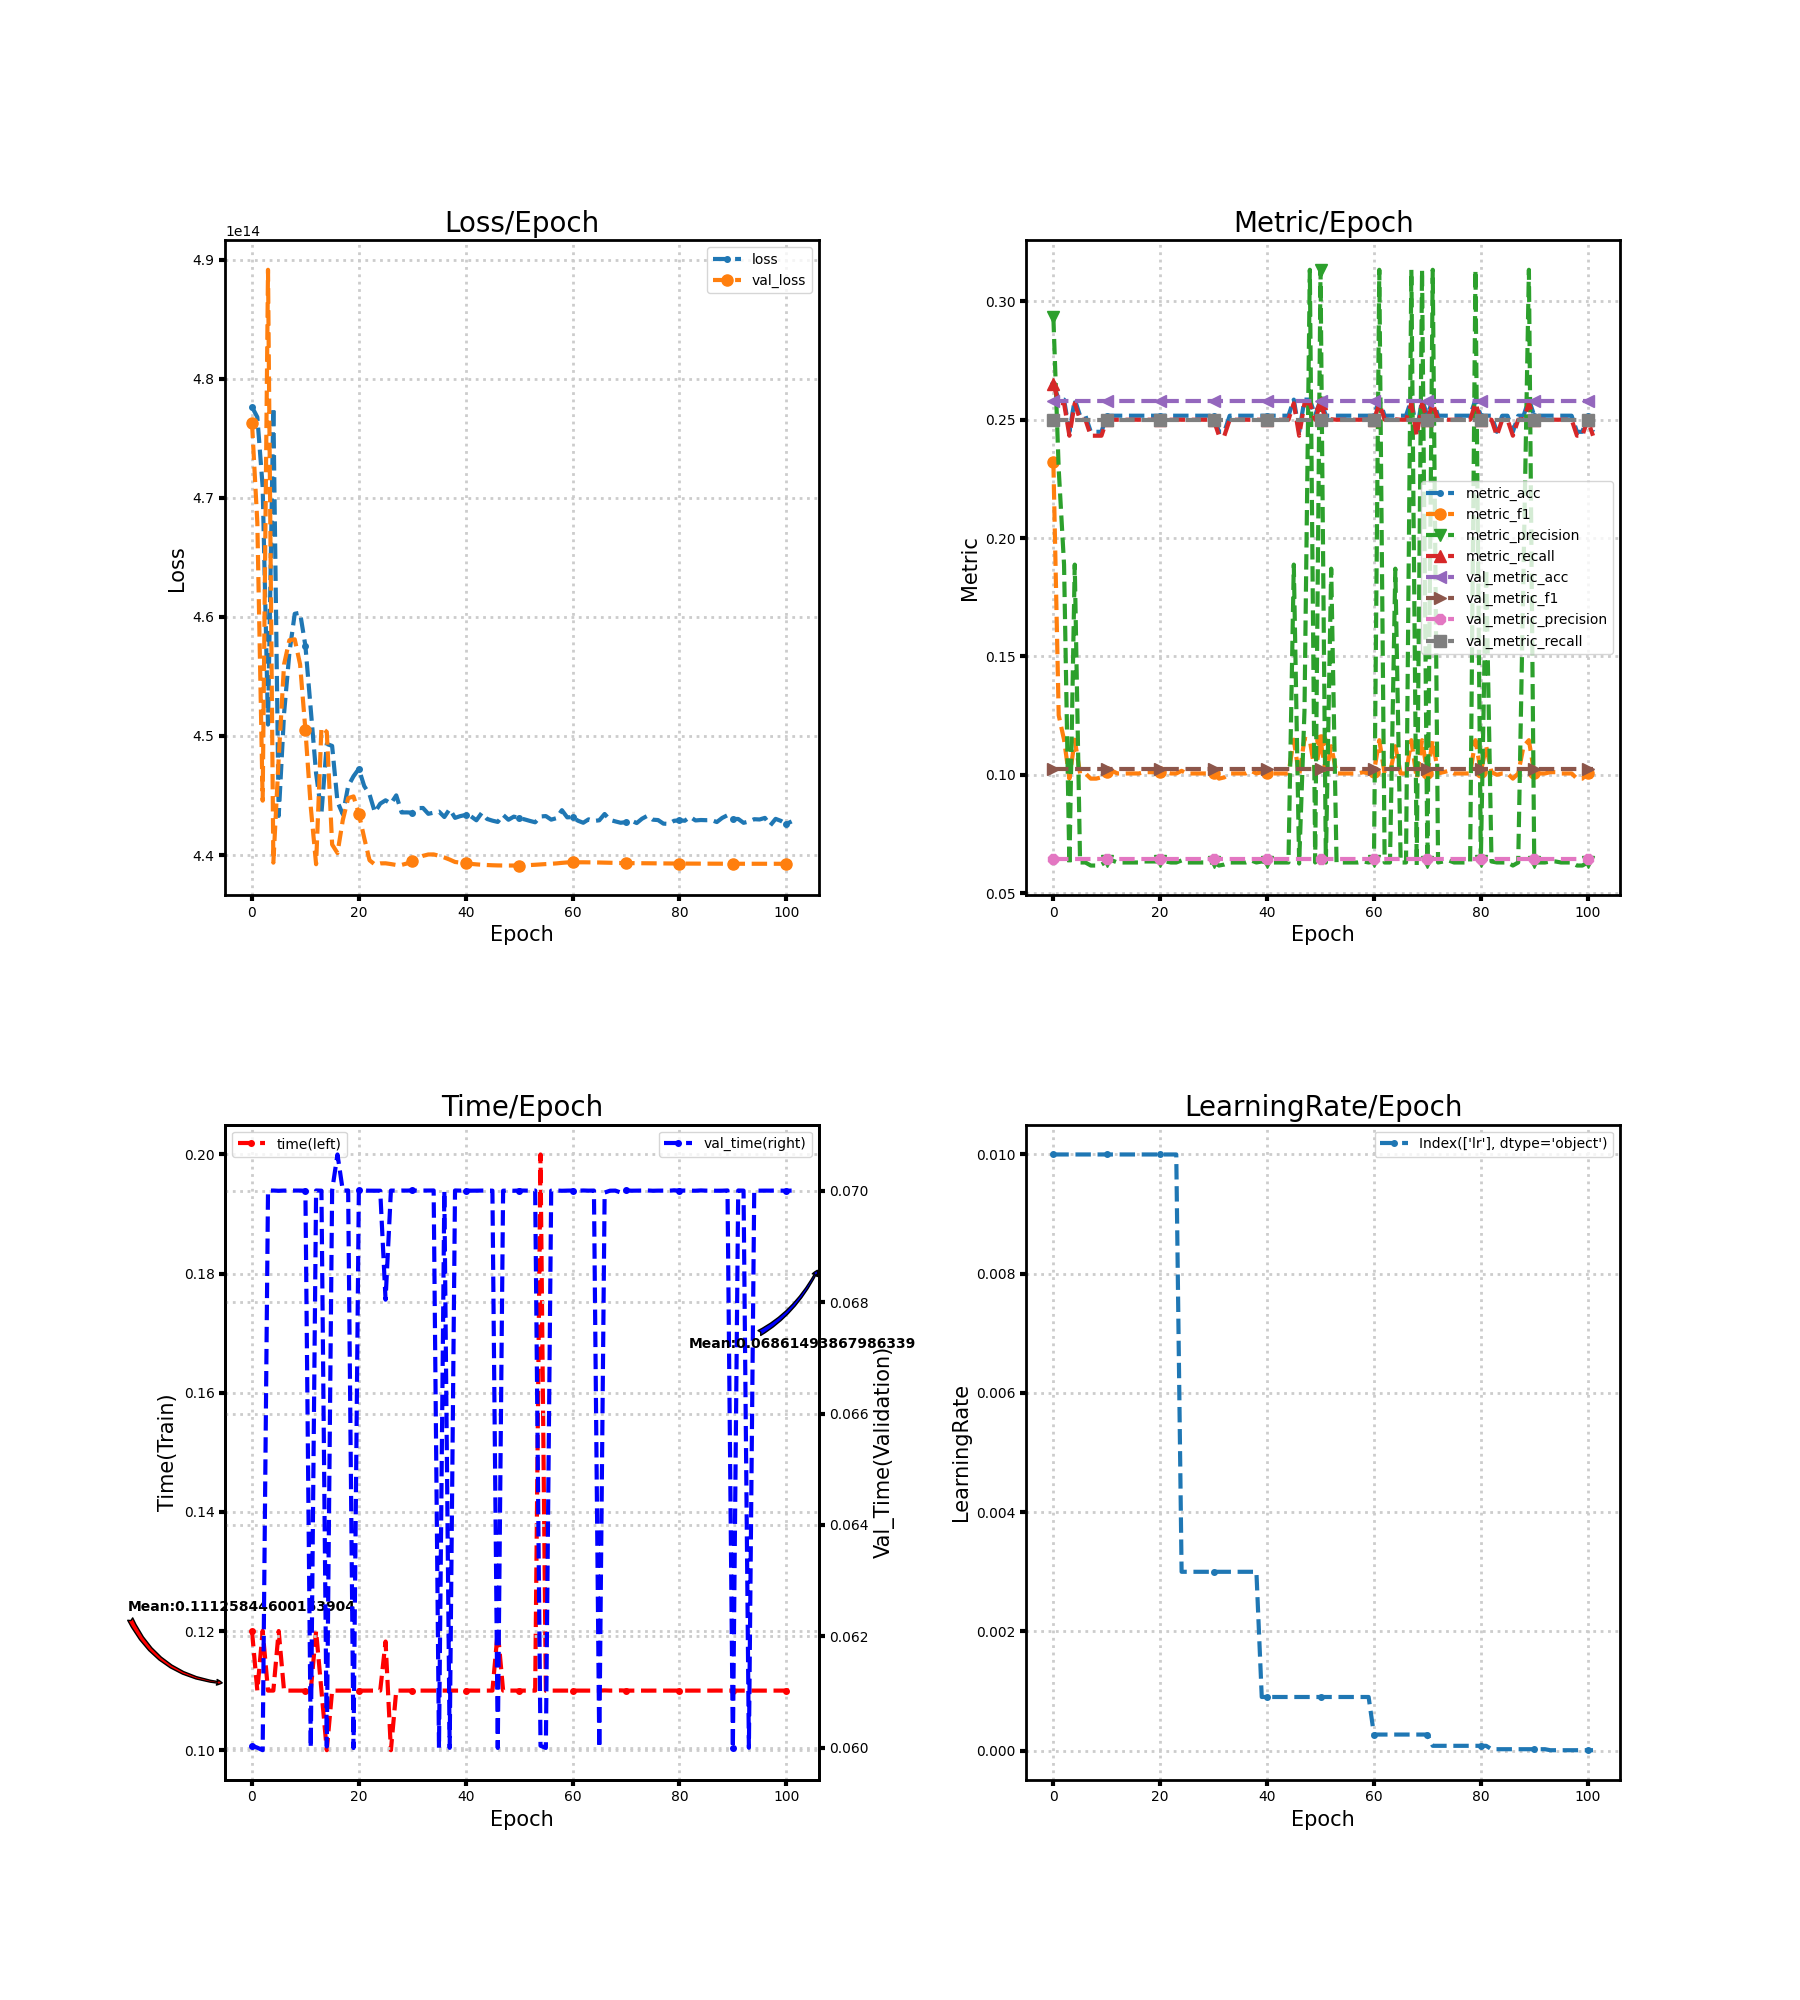 Loss/Epoch
1e14
4.9
4.8
4.7
4.6
4.5
4.4
Loss
0
20
40
60
80
100
Epoch
loss
val_loss
Metric/Epoch
0.30
0.25
0.20
0.15
0.10
0.05
Metric
0
20
40
60
80
100
Epoch
metric_acc
metric_f1
metric_precision
metric_recall
val_metric_acc
val_metric_f1
val_metric_precision
val_metric_recall
Time/Epoch
time(left)
val_time(right)
0.20
0.18
0.16
0.14
0.12
0.10
Time(Train)
0.070
0.068
0.066
0.064
0.062
0.060
Val_Time(Validation)
Mean:0.06861493867986339
0
20
40
60
80
100
Epoch
LearningRate/Epoch
Index(['lr'], dtype='object')
0.010
0.008
0.006
0.004
0.002
0.000
LearningRate
0
20
40
60
80
100
Epoch